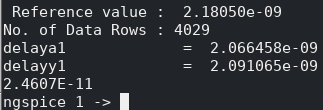 Reference value :  2.18050e-09
No. of Data Rows : 4029
delaya1             =  2.066458e-09
delayy1             =  2.091065e-09
2.4607E-11
ngspice 1 ->